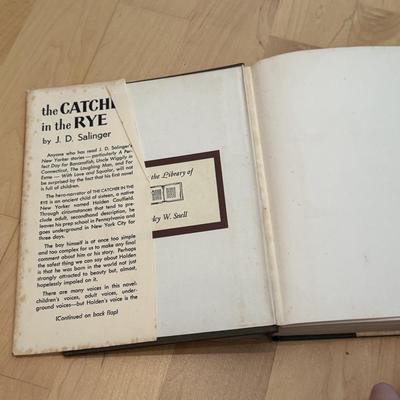 the CATCHE
in the RYE
by J. D. Salinger
Anyone who has read J. D. Salinger's
New Yorker stories—particularly A Per-
fect Day for Bananafish, Uncle Wiggily in
Connecticut, The Laughing Man, and For
Esme — With Love and Squalor, will not
be surprised by the fact that his first novel
is full of children.
The hero-narrator of THE CATCHER IN THE
RYE is an ancient child of sixteen, a native
New Yorker named Holden Caulfield.
Through circumstances that tend to pre-
clude adult, secondhand description, he
leaves his prep school in Pennsylvania and
goes underground in New York City for
three days.
The boy himself is at once too simple
and too complex for us to make any final
comment about him or his story. Perhaps
the safest thing we can say about Holden
is that he was born in the world not just
strongly attracted to beauty but, almost,
hopelessly impaled on it.
There are many voices in this novel:
children's voices, adult voices, under-
ground voices—but Holden's voice is the
(Continued on back flap)
the Library of
ley W. Snell